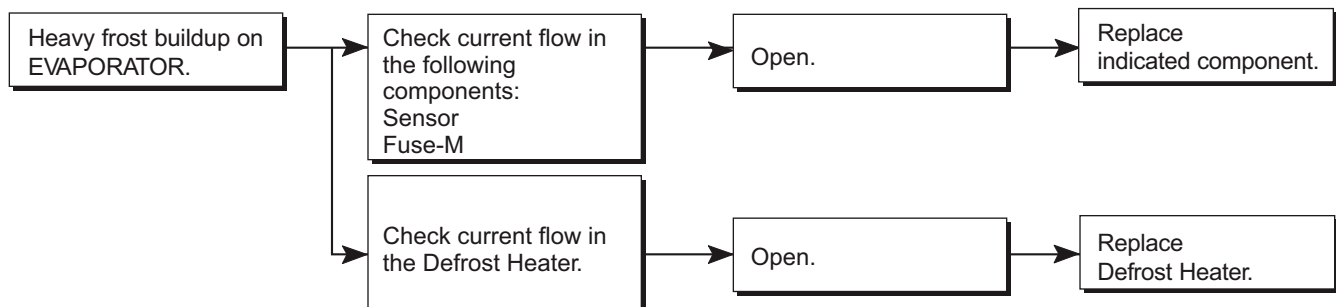 Heavy frost buildup on
EVAPORATOR.
Check current flow in
the following
components:
Sensor
Fuse-M
Open.
Replace
indicated component.
Check current flow in
the Defrost Heater.
Open.
Replace
Defrost Heater.